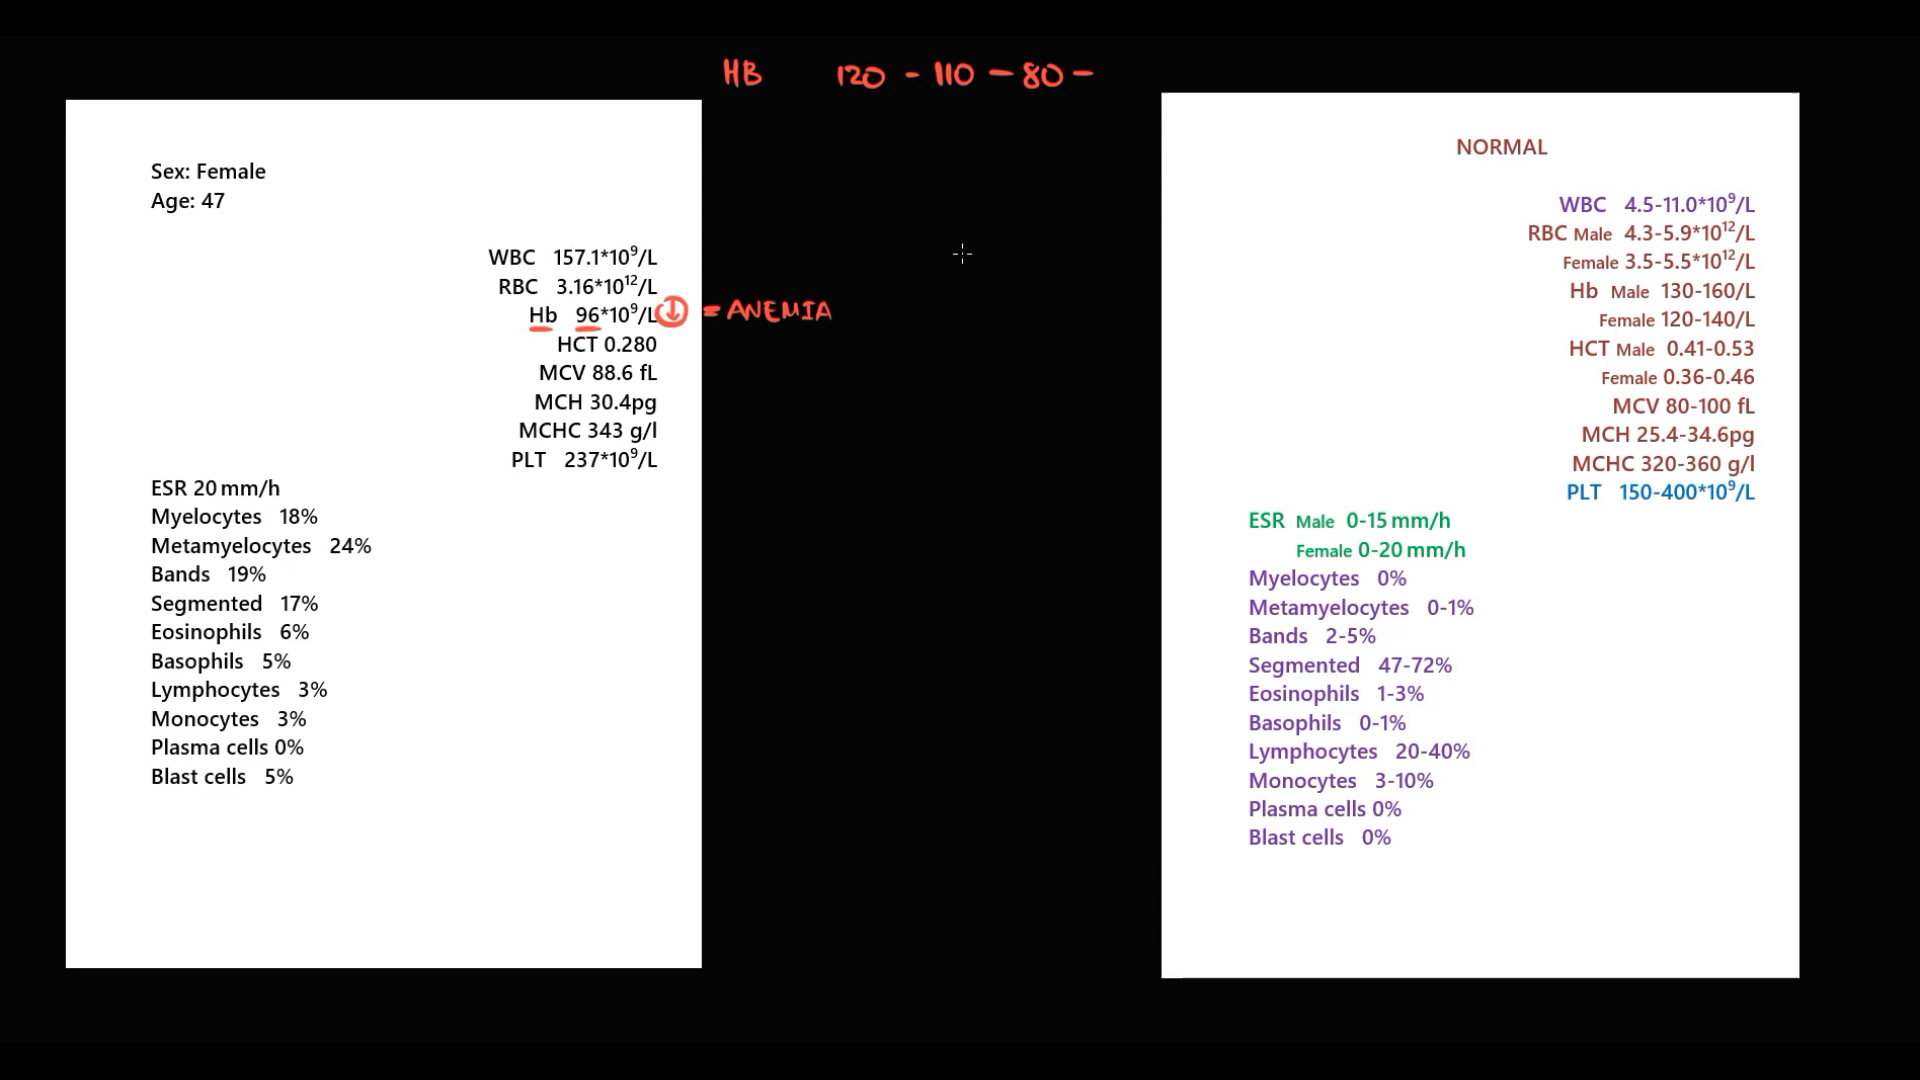 HB 120 - 110 - 80 -
Sex: Female
Age: 47
WBC 157.1*10⁹/L
RBC 3.16*10¹²/L
Hb 96*10⁹/L ↓ = ANEMIA
HCT 0.280
MCV 88.6 fL
MCH 30.4pg
MCHC 343 g/l
PLT 237*10⁹/L
ESR 20 mm/h
Myelocytes 18%
Metamyelocytes 24%
Bands 19%
Segmented 17%
Eosinophils 6%
Basophils 5%
Lymphocytes 3%
Monocytes 3%
Plasma cells 0%
Blast cells 5%
NORMAL
WBC 4.5-11.0*10⁹/L
RBC Male 4.3-5.9*10¹²/L
Female 3.5-5.5*10¹²/L
Hb Male 130-160/L
Female 120-140/L
HCT Male 0.41-0.53
Female 0.36-0.46
MCV 80-100 fL
MCH 25.4-34.6pg
MCHC 320-360 g/l
PLT 150-400*10⁹/L
ESR Male 0-15 mm/h
Female 0-20 mm/h
Myelocytes 0%
Metamyelocytes 0-1%
Bands 2-5%
Segmented 47-72%
Eosinophils 1-3%
Basophils 0-1%
Lymphocytes 20-40%
Monocytes 3-10%
Plasma cells 0%
Blast cells 0%